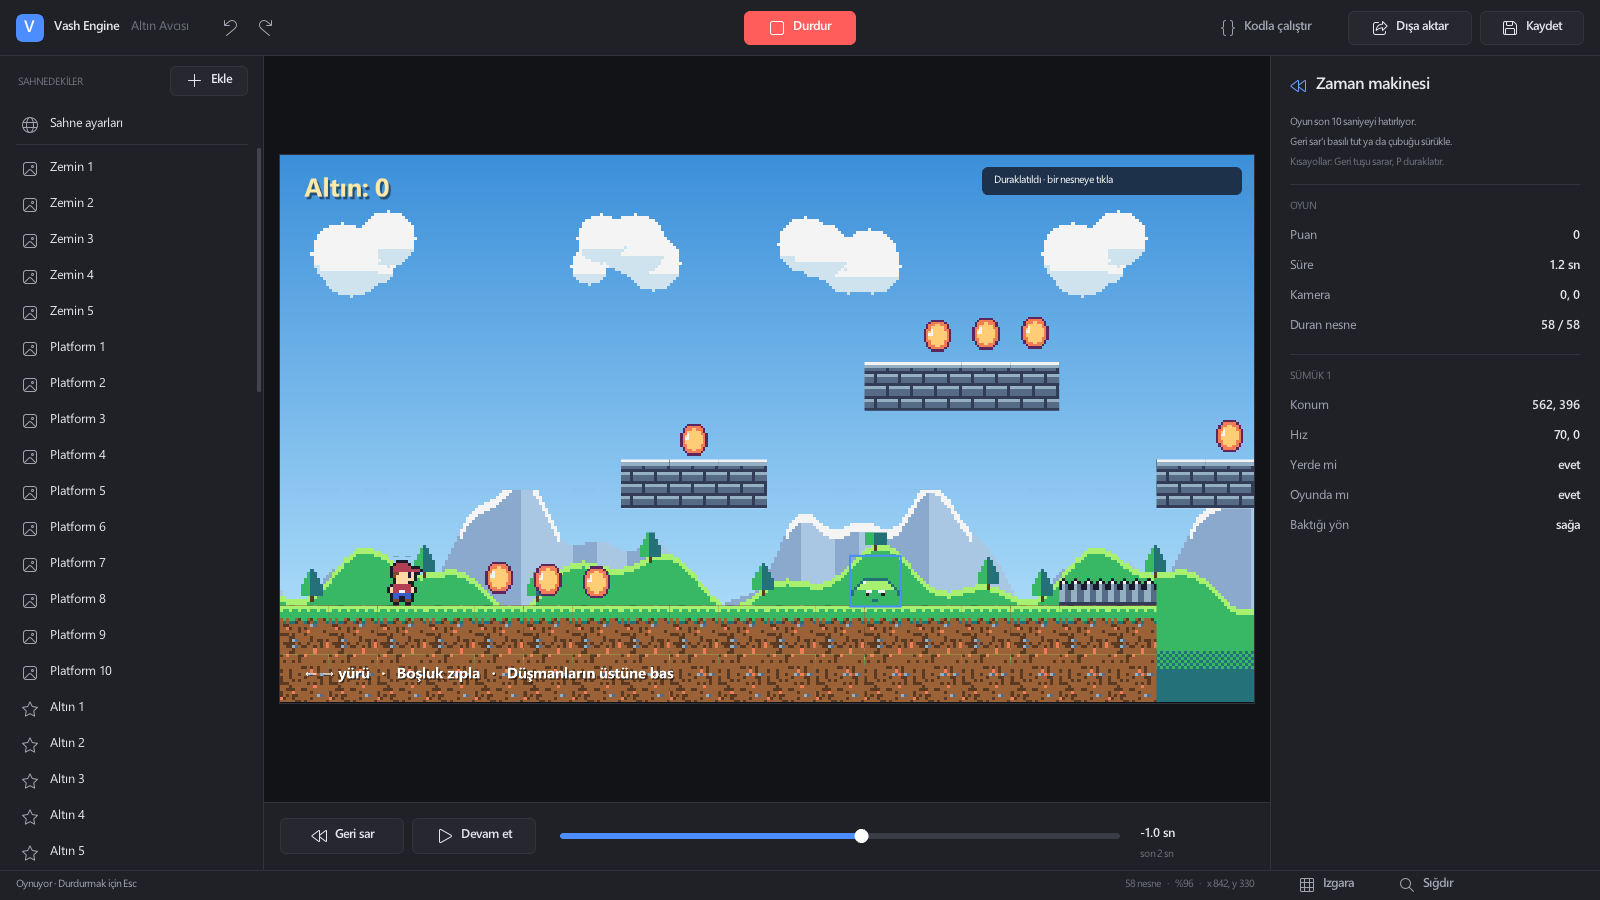 V Vash Engine Altın Avcısı
Durdur
Kodla çalıştır
Dışa aktar
Kaydet
SAHNEDEKİLER
Ekle
Sahne ayarları
Zemin 1
Zemin 2
Zemin 3
Zemin 4
Zemin 5
Platform 1
Platform 2
Platform 3
Platform 4
Platform 5
Platform 6
Platform 7
Platform 8
Platform 9
Platform 10
Altın 1
Altın 2
Altın 3
Altın 4
Altın 5
Altın: 0
Duraklatıldı · bir nesneye tıkla
←→ yürü · Boşluk zıpla · Düşmanların üstüne bas
Geri sar
Devam et
-1.0 sn
son 2 sn
Zaman makinesi
Oyun son 10 saniyeyi hatırlıyor.
Geri sar'ı basılı tut ya da çubuğu sürükle.
Kısayollar: Geri tuşu sarar, P duraklatır.
OYUN
Puan 0
Süre 1.2 sn
Kamera 0, 0
Duran nesne 58 / 58
SÜMÜK 1
Konum 562, 396
Hız 70, 0
Yerde mi evet
Oyunda mı evet
Baktığı yön sağa
Oynuyor · Durdurmak için Esc
58 nesne · %96 · x 842, y 330
Izgara
Sığdır